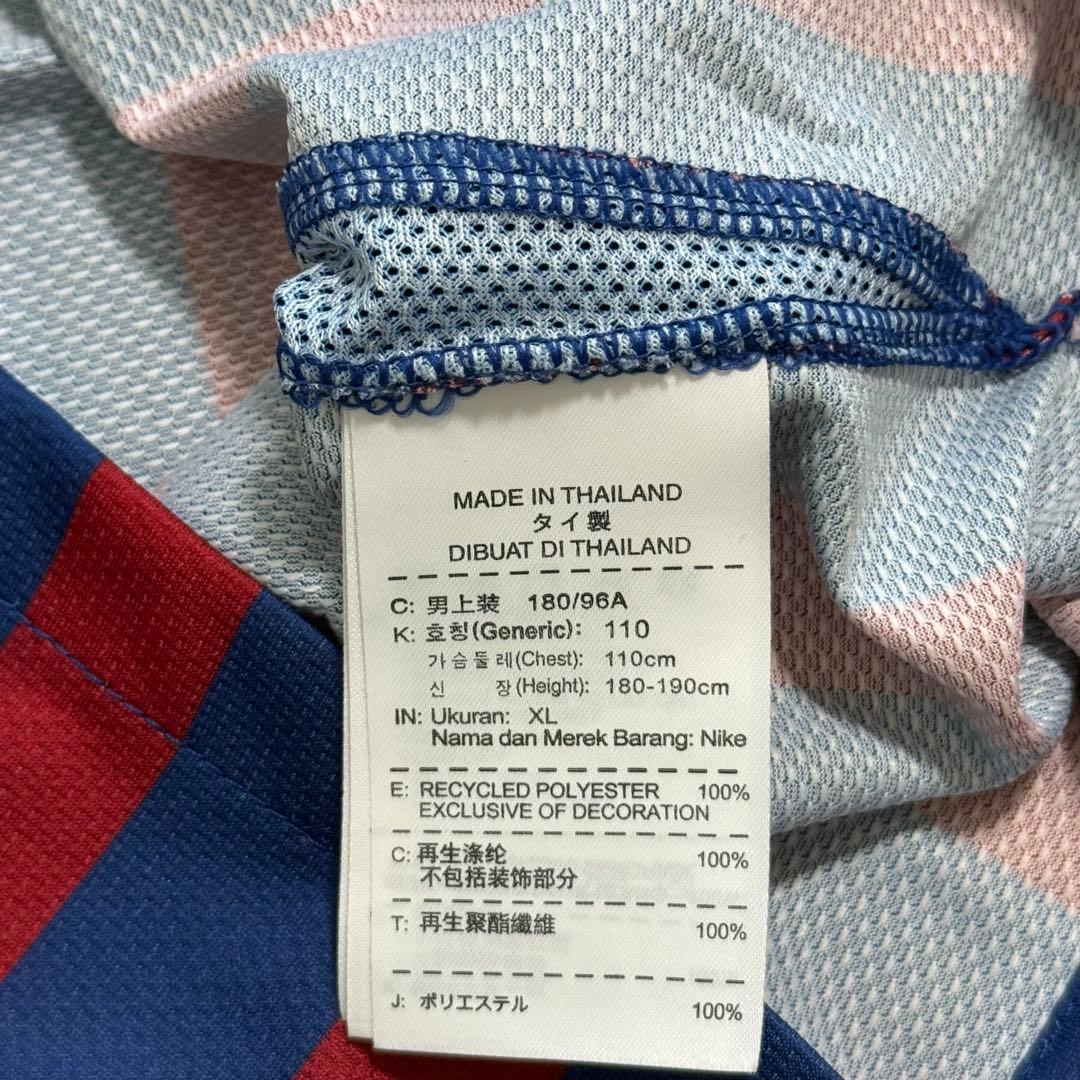 MADE IN THAILAND
タイ製
DIBUAT DI THAILAND
C: 男上装 180/96A
K: 호칭(Generic): 110
가슴둘레(Chest): 110cm
신 장(Height): 180-190cm
IN: Ukuran: XL
Nama dan Merek Barang: Nike
E: RECYCLED POLYESTER 100%
EXCLUSIVE OF DECORATION
C: 再生涤纶 100%
不包括装饰部分
T: 再生聚酯纖維 100%
J: ポリエステル 100%